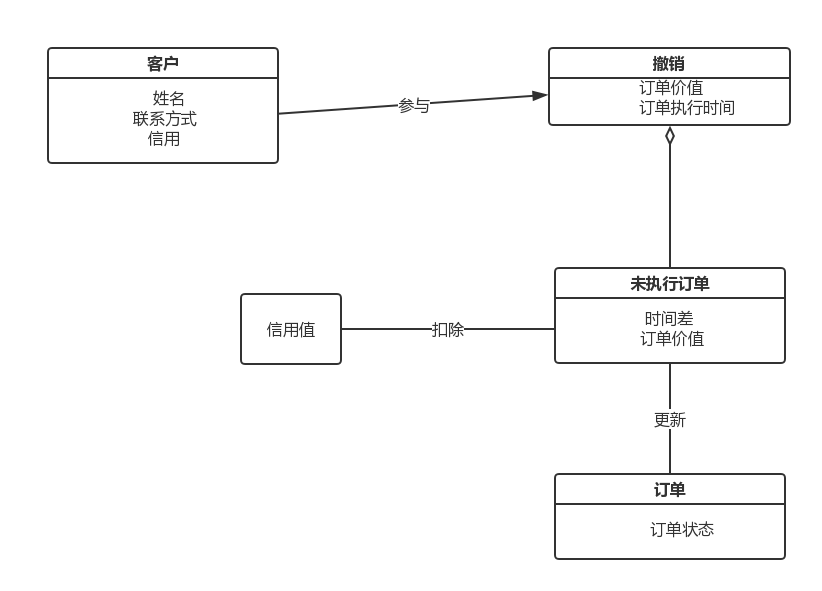 客户
姓名
联系方式
信用
参与
撤销
订单价值
订单执行时间
未执行订单
时间差
订单价值
信用值
扣除
更新
订单
订单状态